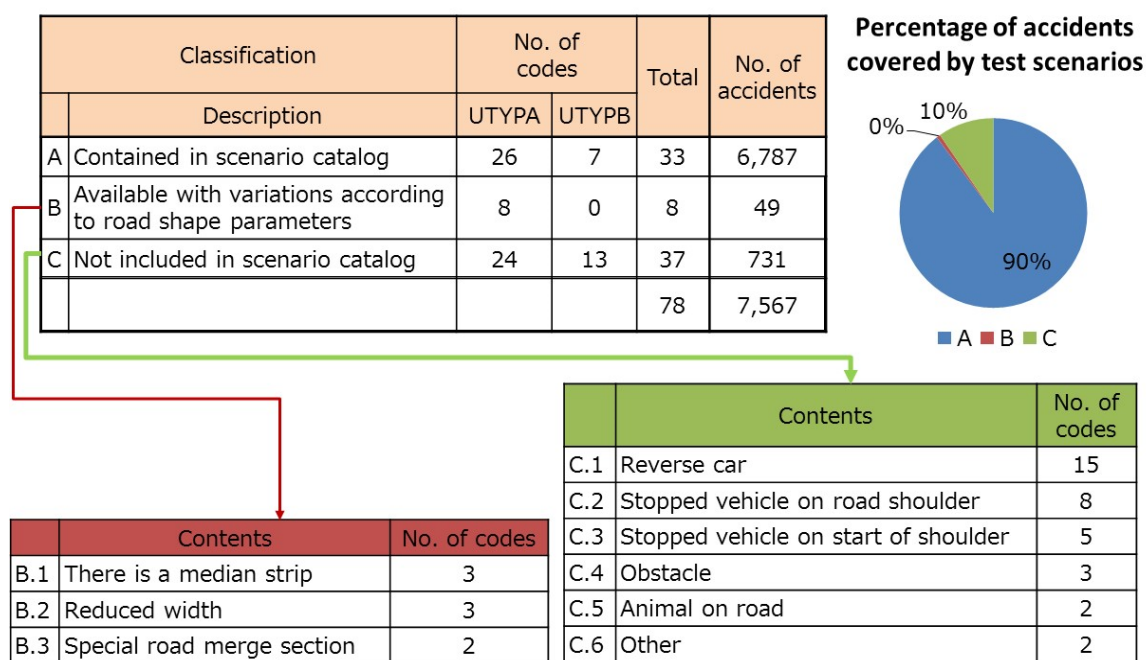 Classification
No. of
codes
Total
No. of
accidents
Description
UTYPA
UTYPB
A Contained in scenario catalog 26 7 33 6,787
B Available with variations according
to road shape parameters 8 0 8 49
C Not included in scenario catalog 24 13 37 731
78 7,567
Percentage of accidents
covered by test scenarios
10%
0%
90%
A B C
Contents No. of
codes
C.1 Reverse car 15
C.2 Stopped vehicle on road shoulder 8
C.3 Stopped vehicle on start of shoulder 5
C.4 Obstacle 3
C.5 Animal on road 2
C.6 Other 2
Contents No. of codes
B.1 There is a median strip 3
B.2 Reduced width 3
B.3 Special road merge section 2